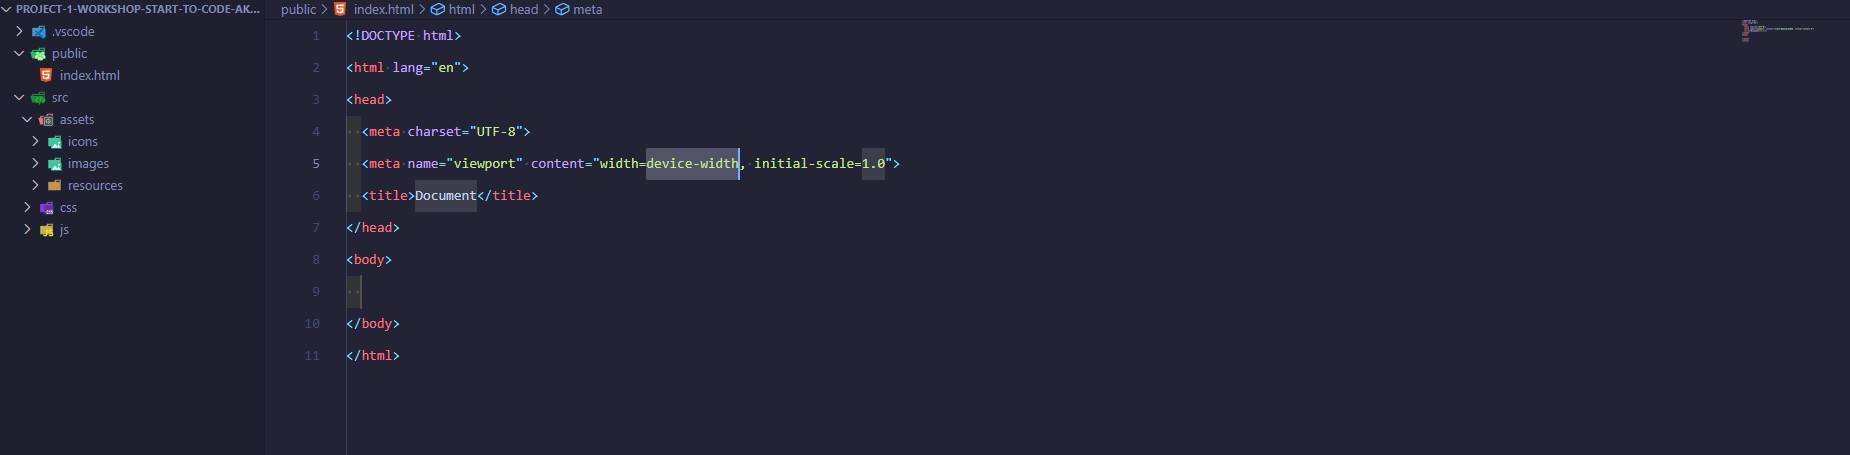 PROJECT-1-WORKSHOP-START-TO-CODE-AK...
.vscode
public
index.html
src
assets
icons
images
resources
css
js
public > index.html > html > head > meta
1 <!DOCTYPE html>
2 <html lang="en">
3 <head>
4 <meta charset="UTF-8">
5 <meta name="viewport" content="width=device-width, initial-scale=1.0">
6 <title>Document</title>
7 </head>
8 <body>
9
10 </body>
11 </html>